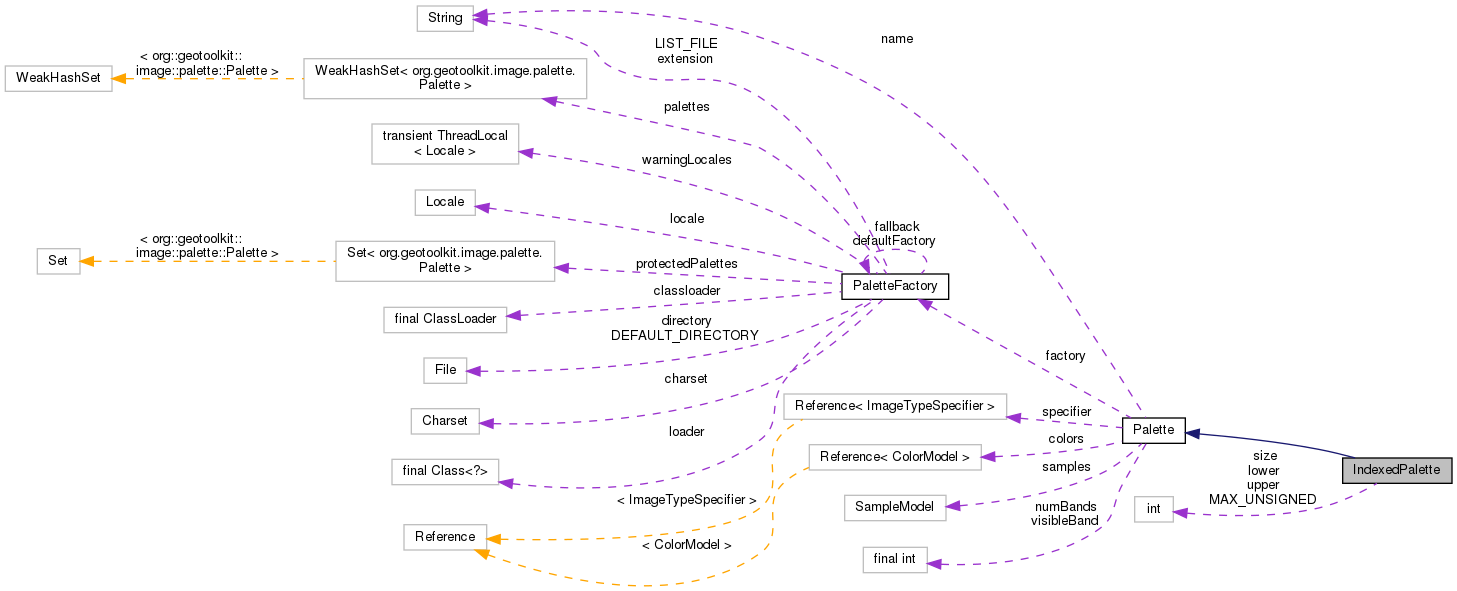 String
name
LIST_FILE
extension
< org::geotoolkit::
image::palette::Palette >
WeakHashSet
WeakHashSet< org.geotoolkit.image.palette.
Palette >
palettes
transient ThreadLocal
< Locale >
warningLocales
Locale
locale
fallback
defaultFactory
< org::geotoolkit::
image::palette::Palette >
Set
Set< org.geotoolkit.image.palette.
Palette >
protectedPalettes
PaletteFactory
classloader
final ClassLoader
directory
DEFAULT_DIRECTORY
File
factory
charset
Charset
Reference< ImageTypeSpecifier >
specifier
Palette
loader
colors
Reference< ColorModel >
final Class<?>
samples
size
lower
upper
MAX_UNSIGNED
IndexedPalette
< ImageTypeSpecifier >
SampleModel
numBands
visibleBand
int
Reference
< ColorModel >
final int